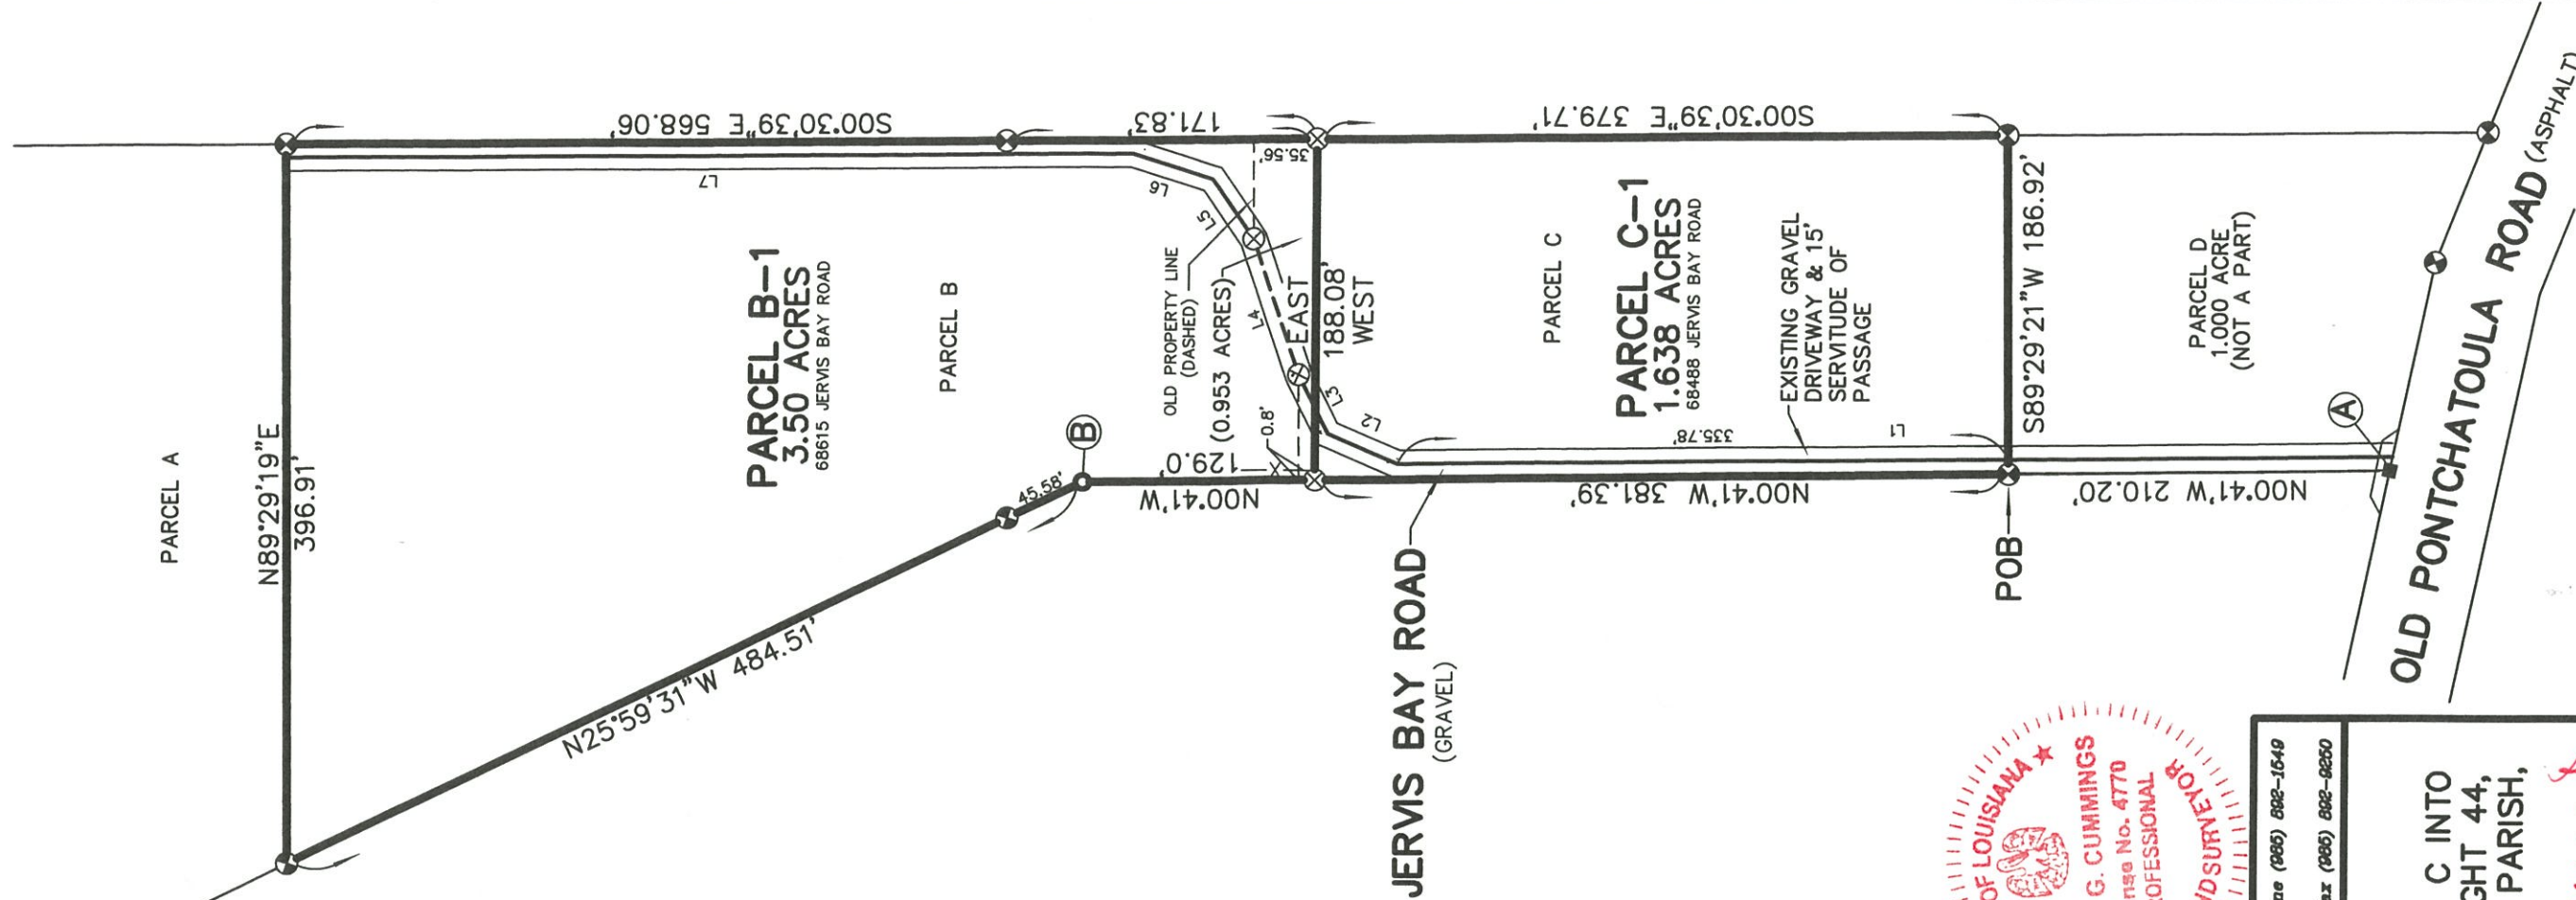 PARCEL A
N89°29'19"E
396.91'
S00°30'39"E 568.06'
171.83'
35.56'
S00°30'39"E 379.71'
L7
L6
L5
L4
L3
L2
L1
PARCEL B-1
3.50 ACRES
68615 JERVIS BAY ROAD
PARCEL B
OLD PROPERTY LINE
(DASHED)
(0.953 ACRES)
0.8'
EAST
188.08'
WEST
B
45.58'
N25°59'31"W 484.51'
N00°41'W
129.0'
PARCEL C
PARCEL C-1
1.638 ACRES
68488 JERVIS BAY ROAD
EXISTING GRAVEL
DRIVEWAY & 15'
SERVITUDE OF
PASSAGE
335.78'
N00°41'W 381.39'
JERVIS BAY ROAD
(GRAVEL)
S89°29'21"W 186.92'
POB
PARCEL D
1.000 ACRE
(NOT A PART)
A
N00°41'W 210.20'
OLD PONTCHATOULA ROAD (ASPHALT)
OF LOUISIANA
G. CUMMINGS
No. 4770
SURVEYOR
(985) 892-1549
(985) 892-9250
C INTO
44,
PARISH,